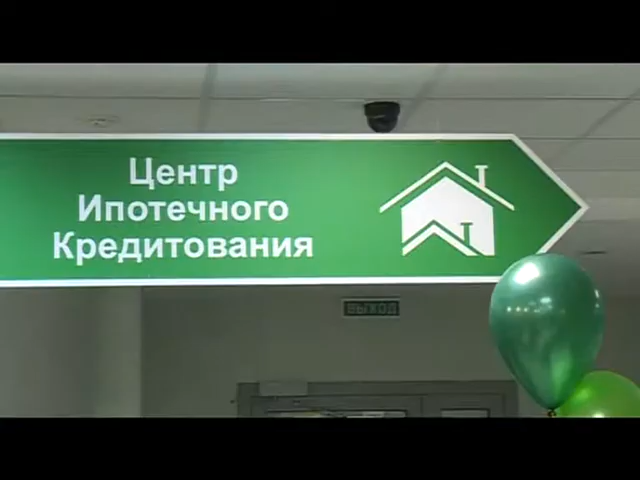 Центр
Ипотечного
Кредитования
ВЫХОД